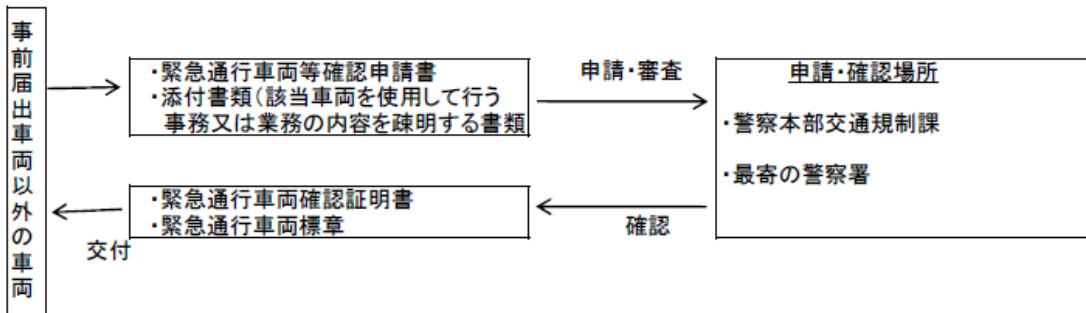 事前届出車両以外の車両
・緊急通行車両等確認申請書
・添付書類(該当車両を使用して行う
事務又は業務の内容を疎明する書類
申請・審査
申請・確認場所
・警察本部交通規制課
・最寄の警察署
・緊急通行車両確認証明書
・緊急通行車両標章
確認
交付